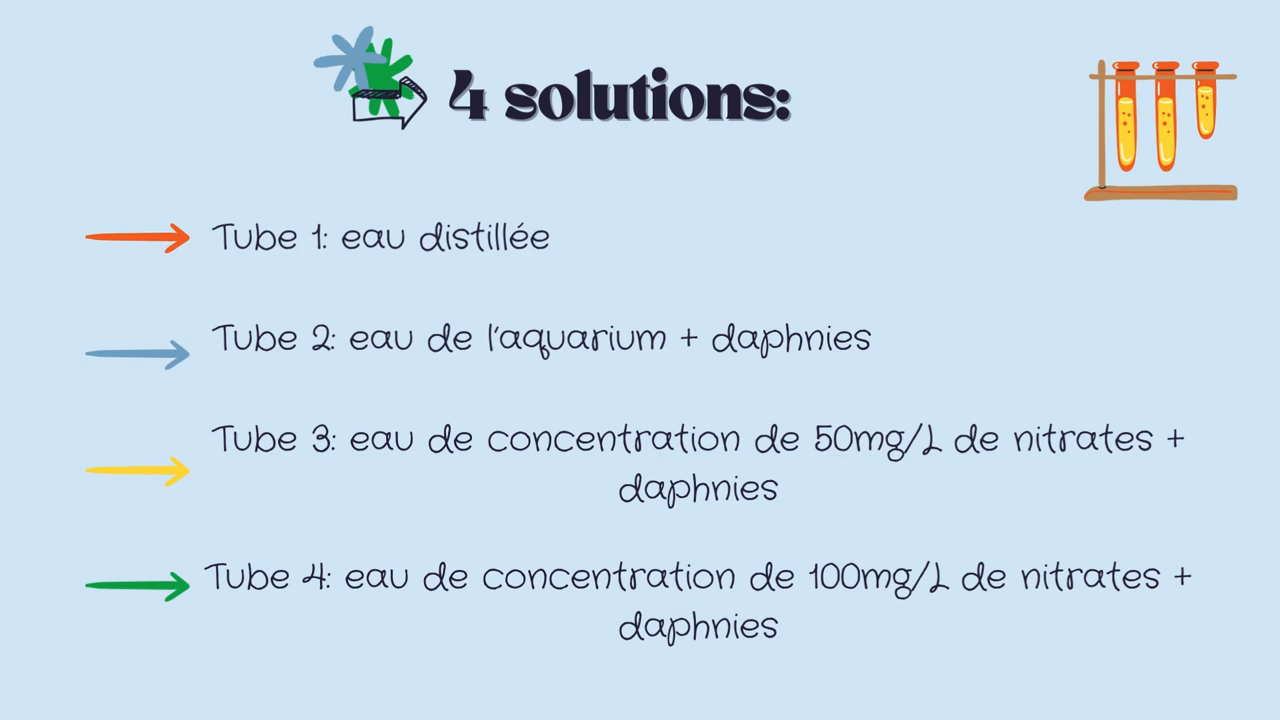 4 solutions:
Tube 1: eau distillée
Tube 2: eau de l'aquarium + daphnies
Tube 3: eau de concentration de 50mg/L de nitrates +
daphnies
Tube 4: eau de concentration de 100mg/L de nitrates +
daphnies